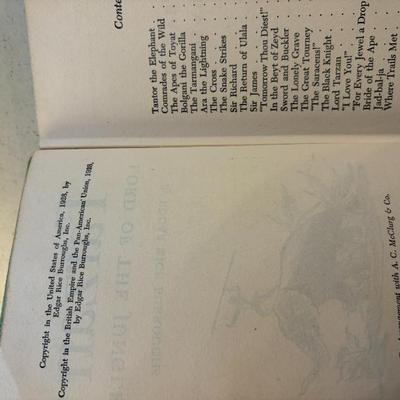 Copyright in the United States of America, 1928, by
Edgar Rice Burroughs, Inc.
Copyright in the British Empire and the Pan-American Union, 1928,
by Edgar Rice Burroughs, Inc.
arrangement with A. C. McClurg & Co.
Conte
Tantor the Elephant
Comrades of the Wild
The Apes of Toyat
Bolgani the Gorilla
The Tarmangani
Ara the Lightning
The Cross
The Snake Strikes
Sir Richard
The Return of Ulala
Sir James
"Tomorrow Thou Diest!"
In the Beyt of Zeyd
Sword and Buckler
The Lonely Grave
The Great Tourney
"The Saracens!"
The Black Knight
Lord Tarzan
"I Love You!"
"For Every Jewel a Drop
Bride of the Ape
Jad-bal-ja
Where Trails Met